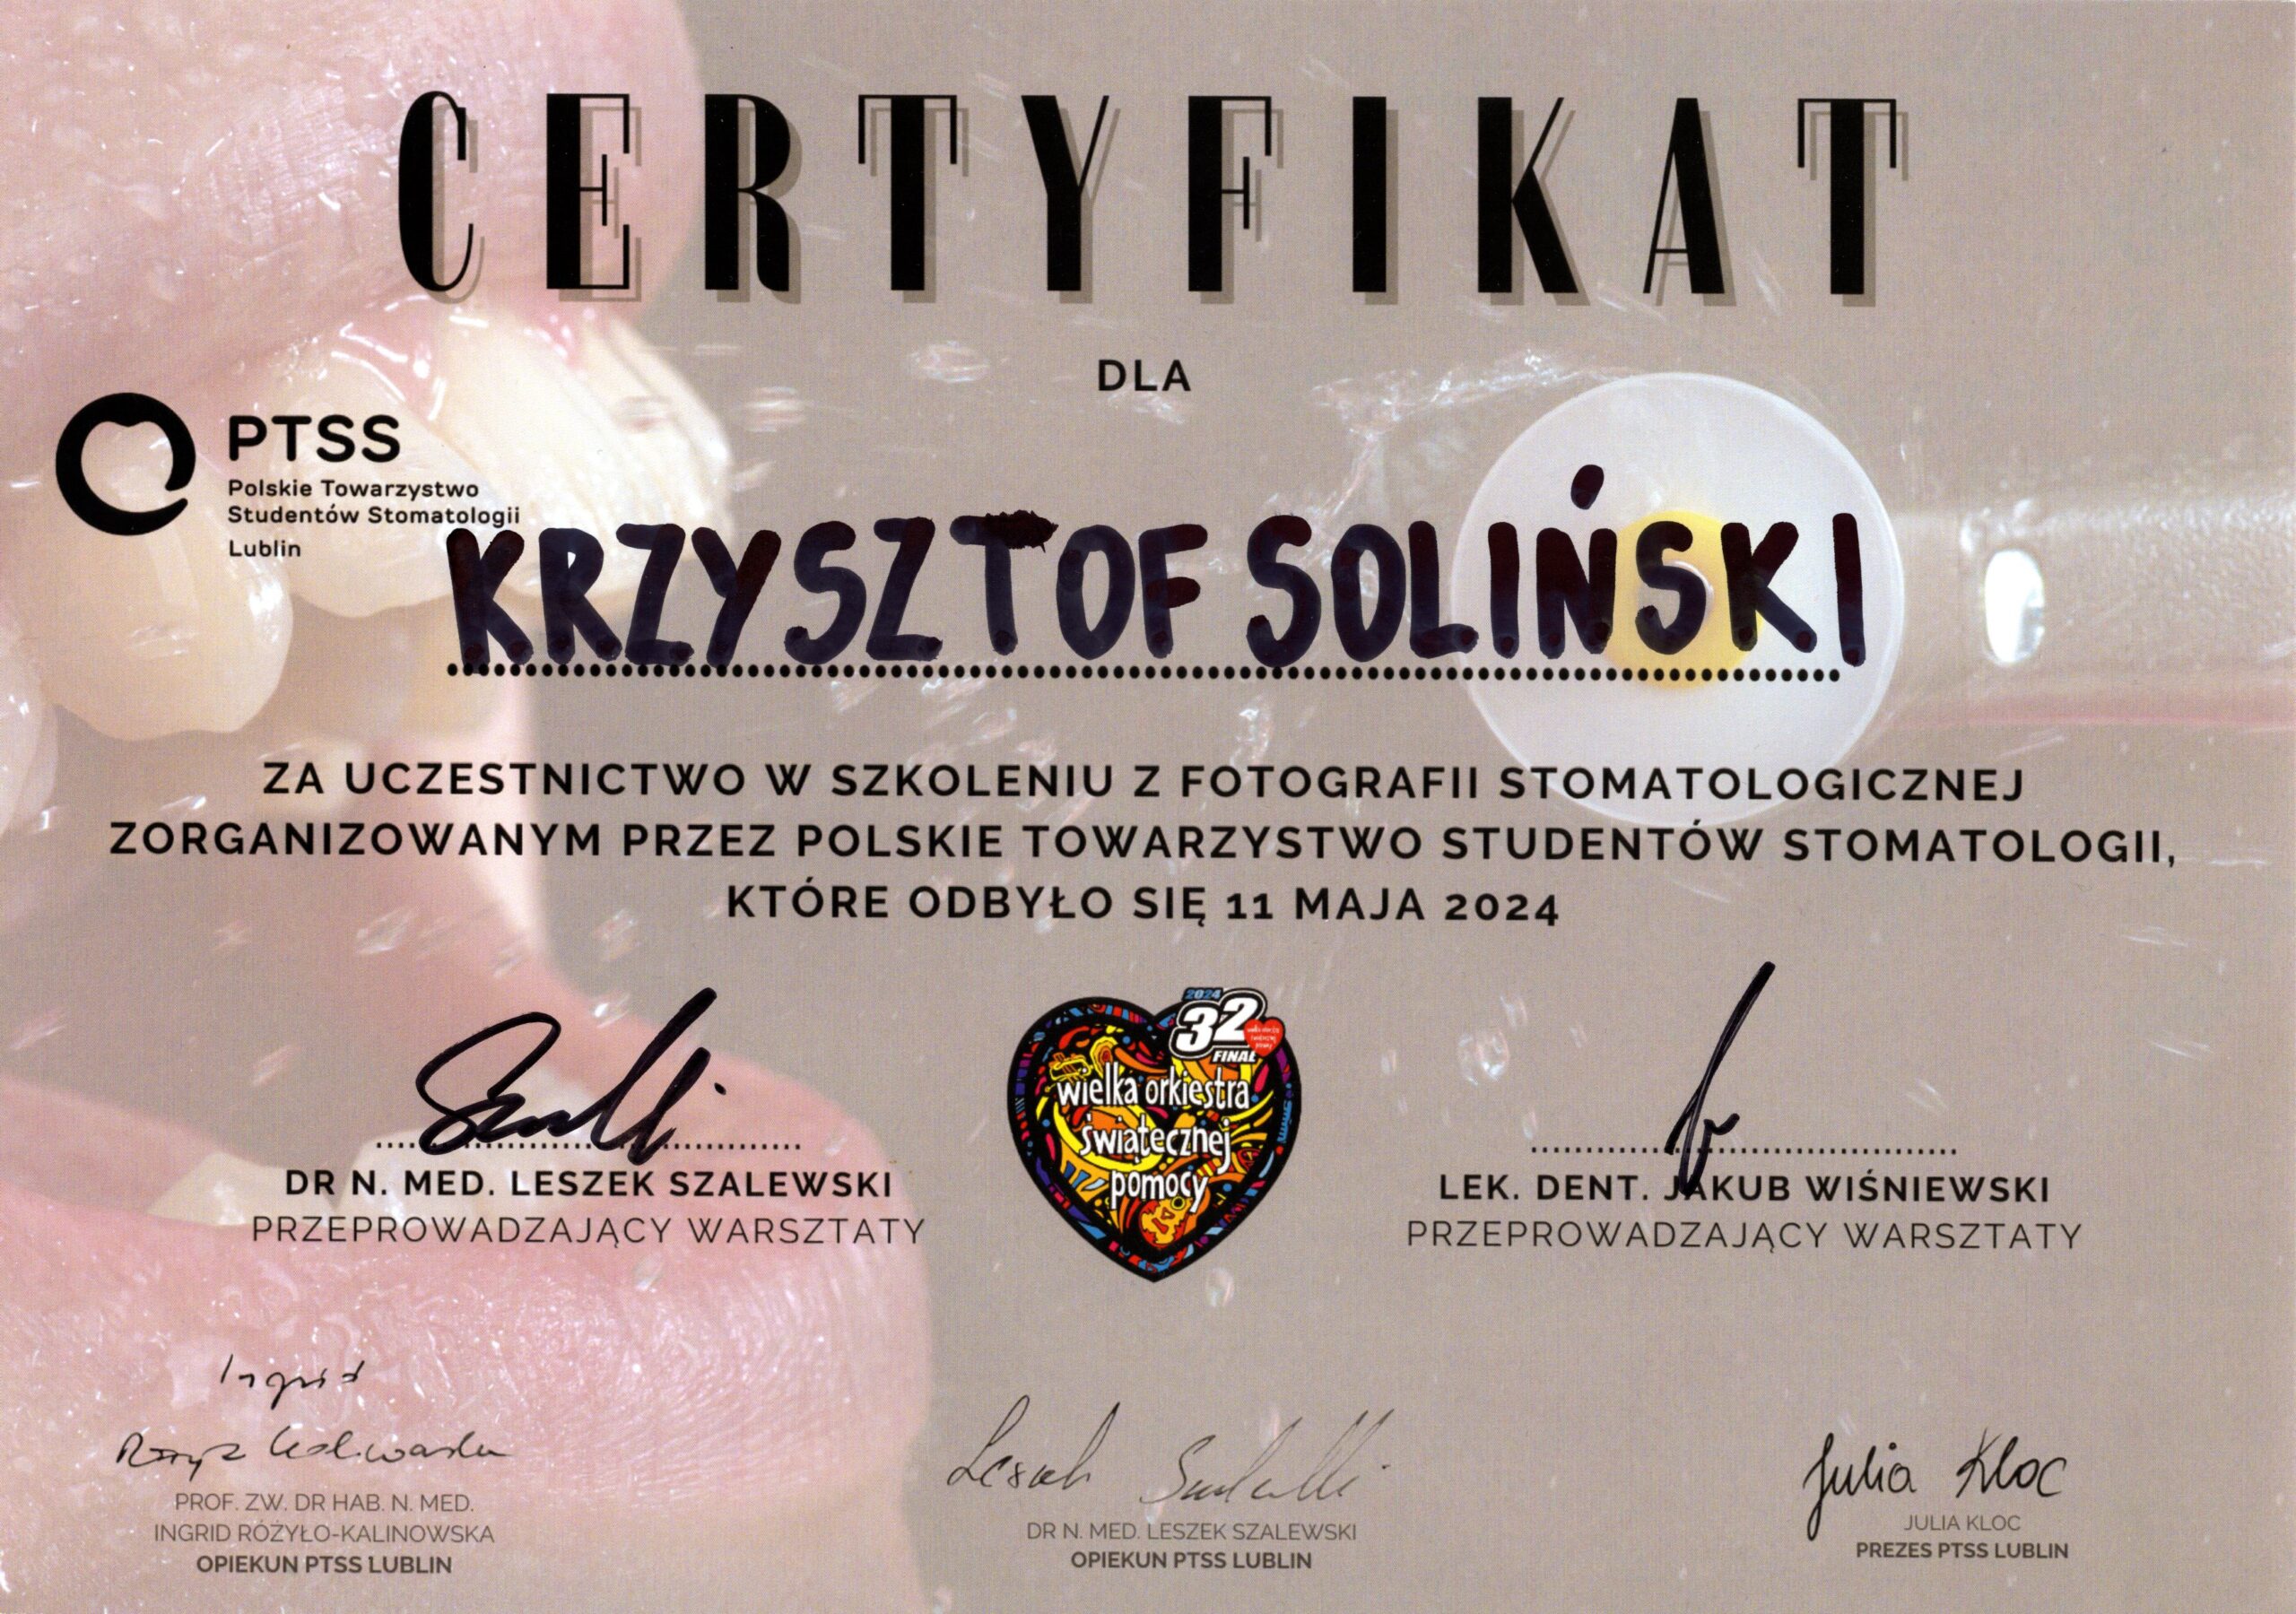 CERTYFIKAT
DLA
PTSS
Polskie Towarzystwo
Studentów Stomatologii
Lublin
KRZYSZTOF SOLIŃSKI
ZA UCZESTNICTWO W SZKOLENIU Z FOTOGRAFII STOMATOLOGICZNEJ
ZORGANIZOWANYM PRZEZ POLSKIE TOWARZYSTWO STUDENTÓW STOMATOLOGII,
KTÓRE ODBYŁO SIĘ 11 MAJA 2024
2024
32
FINAŁ
wielka orkiestra
świątecznej
pomocy
DR N. MED. LESZEK SZALEWSKI
PRZEPROWADZAJĄCY WARSZTATY
LEK. DENT. JAKUB WIŚNIEWSKI
PRZEPROWADZAJĄCY WARSZTATY
Ingrid
PROF. ZW. DR HAB. N. MED.
INGRID RÓŻYŁO-KALINOWSKA
OPIEKUN PTSS LUBLIN
DR N. MED. LESZEK SZALEWSKI
OPIEKUN PTSS LUBLIN
Julia Kloc
JULIA KLOC
PREZES PTSS LUBLIN